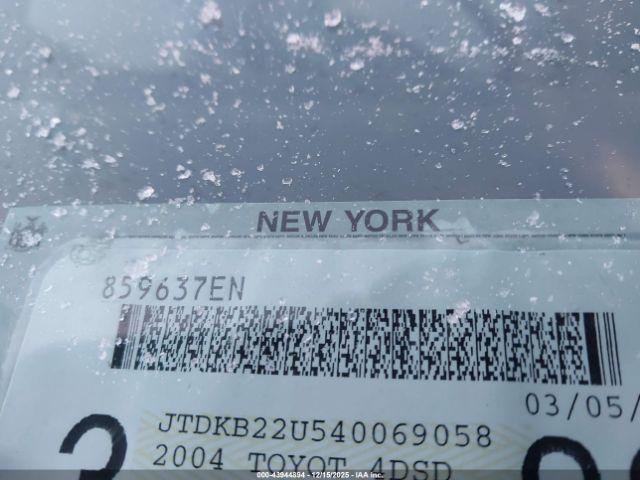 NEW YORK
859637EN
03/05/
JTDKB22U540069058
2004 TOYOT 4DSD
000-43944894 - 12/15/2025 - IAA Inc.